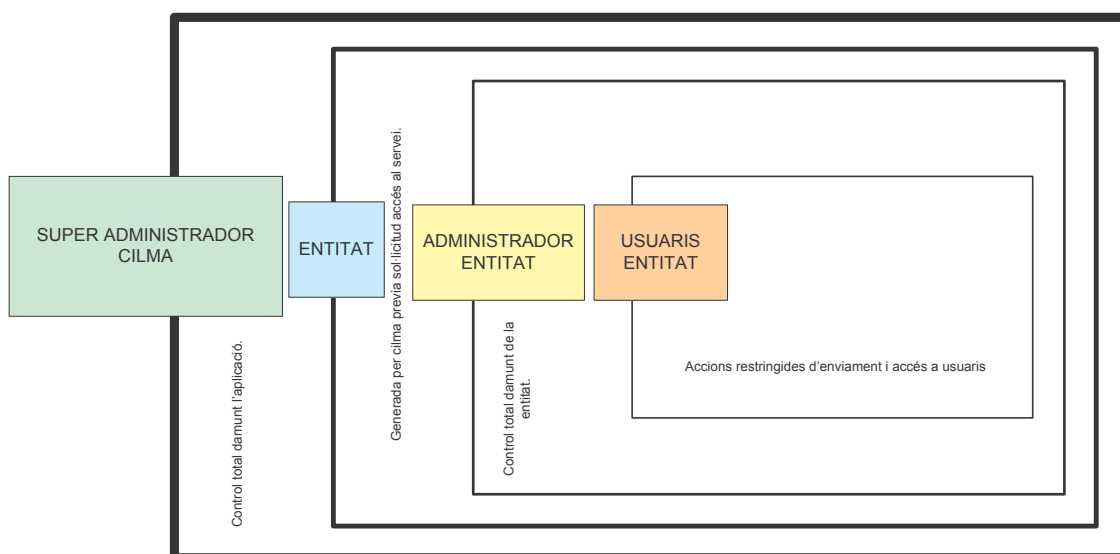 SUPER ADMINISTRADOR
CILMA
Control total damunt l'aplicació.
ENTITAT
Generada per cilma previa sol·licitud accés al servei.
ADMINISTRADOR
ENTITAT
Control total damunt de la
entitat.
USUARIS
ENTITAT
Accions restringides d'enviament i accés a usuaris